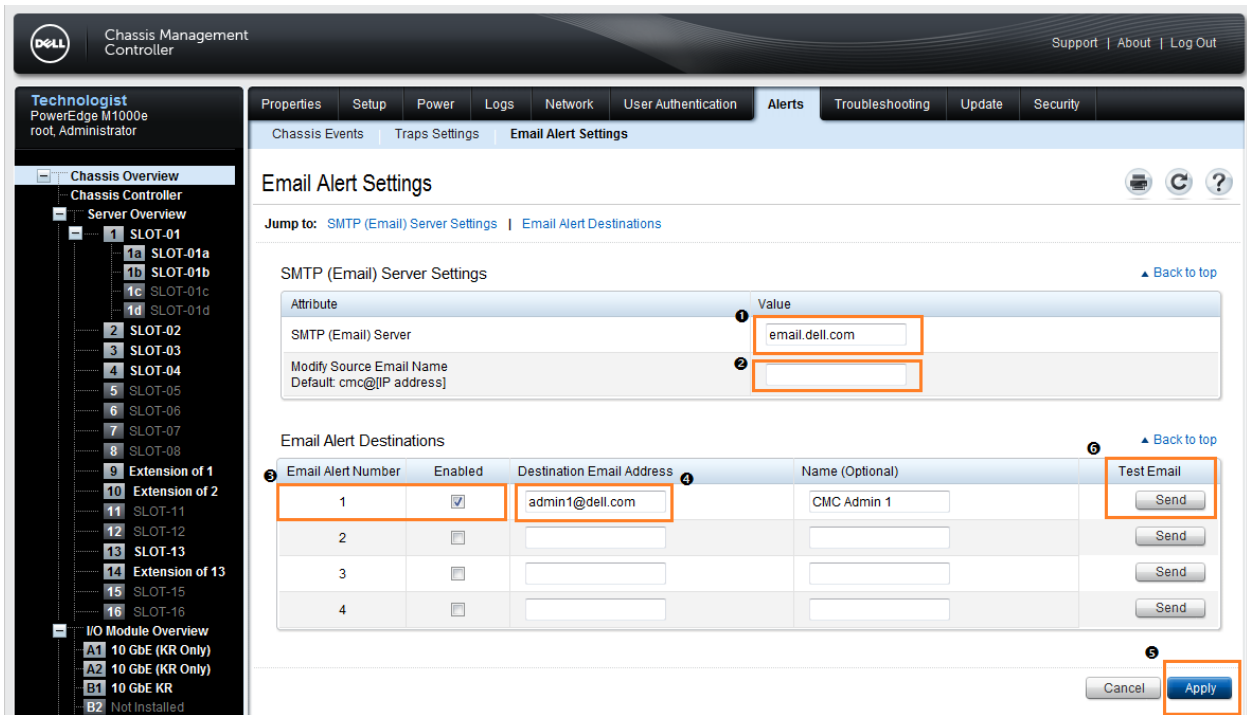 DELL
Chassis Management
Controller
Support | About | Log Out
Technologist
PowerEdge M1000e
root, Administrator
Properties Setup Power Logs Network User Authentication Alerts Troubleshooting Update Security
Chassis Events Traps Settings Email Alert Settings
Chassis Overview
Chassis Controller
Server Overview
1 SLOT-01
1a SLOT-01a
1b SLOT-01b
1c SLOT-01c
1d SLOT-01d
2 SLOT-02
3 SLOT-03
4 SLOT-04
5 SLOT-05
6 SLOT-06
7 SLOT-07
8 SLOT-08
9 Extension of 1
10 Extension of 2
11 SLOT-11
12 SLOT-12
13 SLOT-13
14 Extension of 13
15 SLOT-15
16 SLOT-16
I/O Module Overview
A1 10 GbE (KR Only)
A2 10 GbE (KR Only)
B1 10 GbE KR
B2 Not Installed
Email Alert Settings
C ?
Jump to: SMTP (Email) Server Settings | Email Alert Destinations
SMTP (Email) Server Settings ▲ Back to top
Attribute Value
❶
SMTP (Email) Server email.dell.com
❷
Modify Source Email Name
Default: cmc@[IP address]
Email Alert Destinations ▲ Back to top
❻
❸ Email Alert Number Enabled Destination Email Address ❹ Name (Optional) Test Email
1 admin1@dell.com CMC Admin 1 Send
2 Send
3 Send
4 Send
❺
Cancel Apply